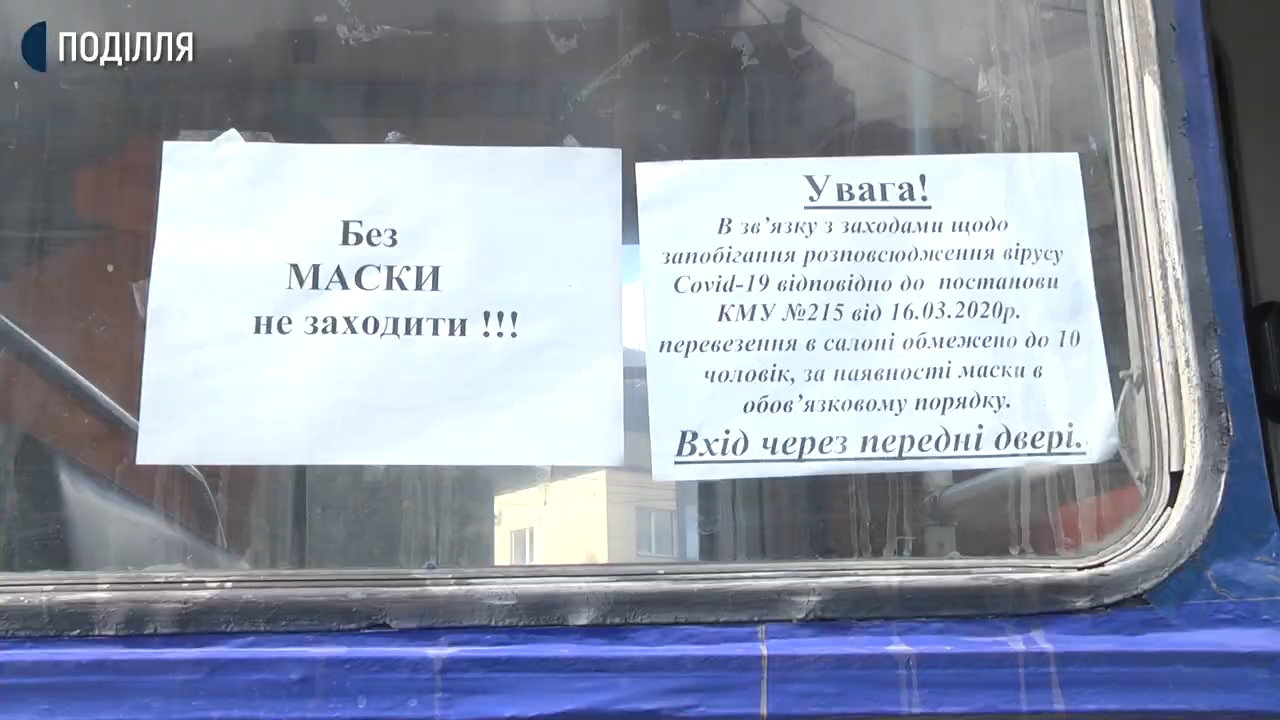 ПОДІЛЛЯ
Без
МАСКИ
не заходити !!!
Увага!
В зв’язку з заходами щодо
запобігання розповсюдження вірусу
Covid-19 відповідно до постанови
КМУ №215 від 16.03.2020р.
перевезення в салоні обмежено до 10
чоловік, за наявності маски в
обов’язковому порядку.
Вхід через передні двері.